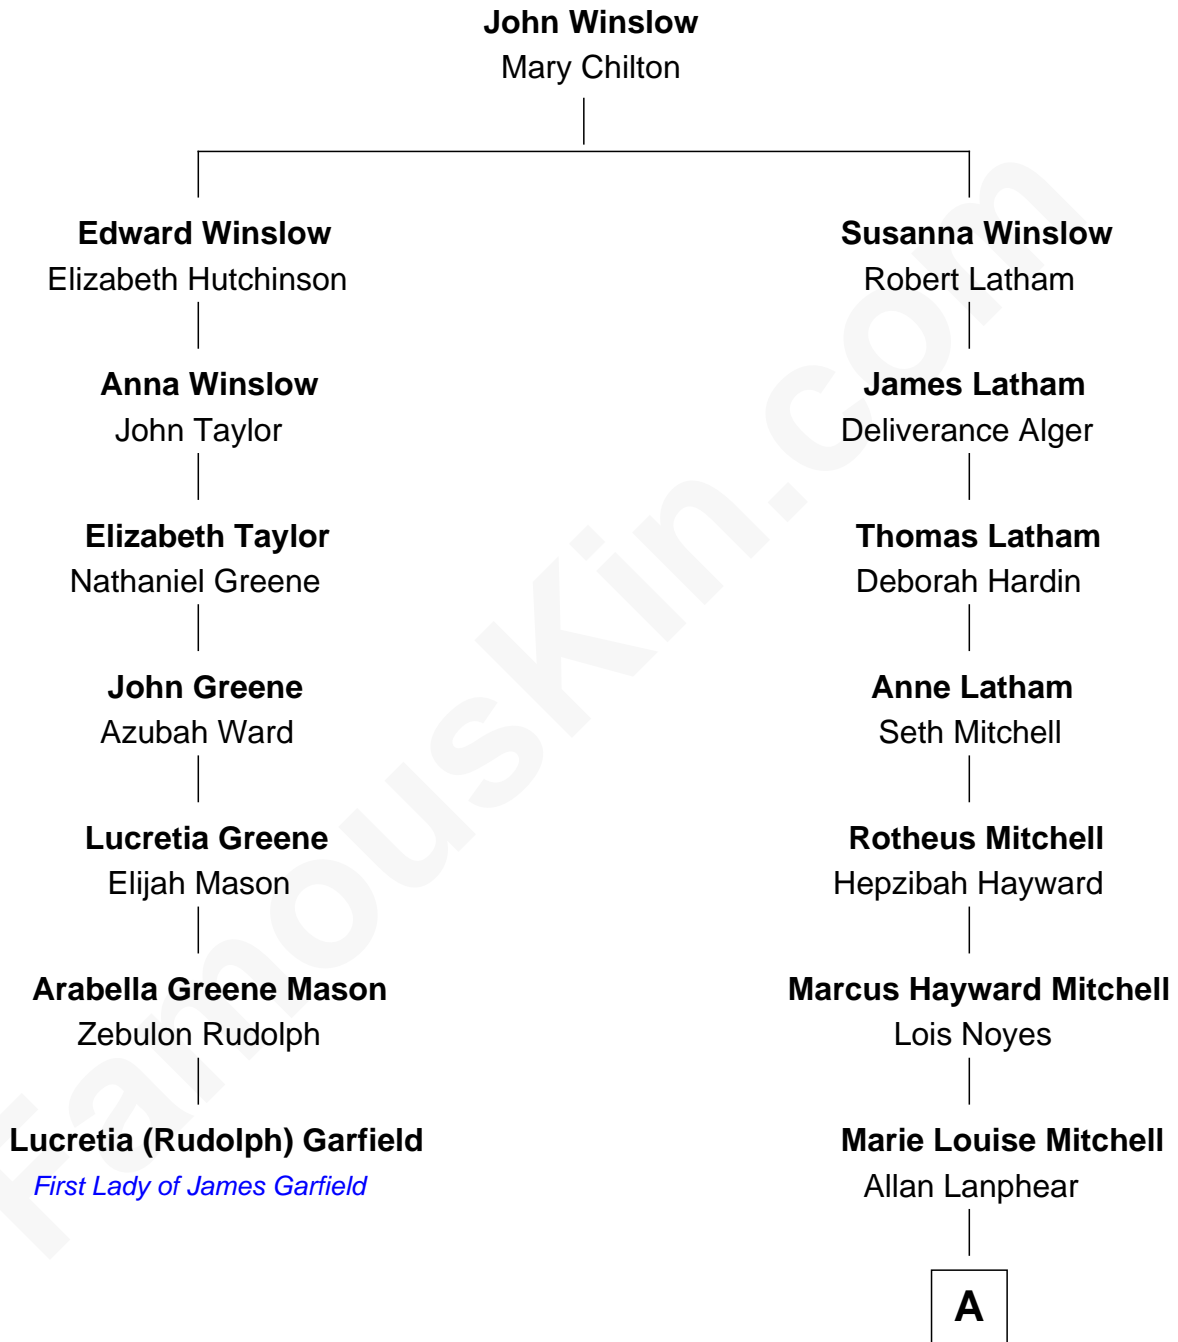 John Winslow
Mary Chilton
Edward Winslow
Elizabeth Hutchinson
Susanna Winslow
Robert Latham
Anna Winslow
John Taylor
James Latham
Deliverance Alger
Elizabeth Taylor
Nathaniel Greene
Thomas Latham
Deborah Hardin
John Greene
Azubah Ward
Anne Latham
Seth Mitchell
Lucretia Greene
Elijah Mason
Rotheus Mitchell
Hepzibah Hayward
Arabella Greene Mason
Zebulon Rudolph
Marcus Hayward Mitchell
Lois Noyes
Lucretia (Rudolph) Garfield
First Lady of James Garfield
Marie Louise Mitchell
Allan Lanphear
A
FamousKin.com